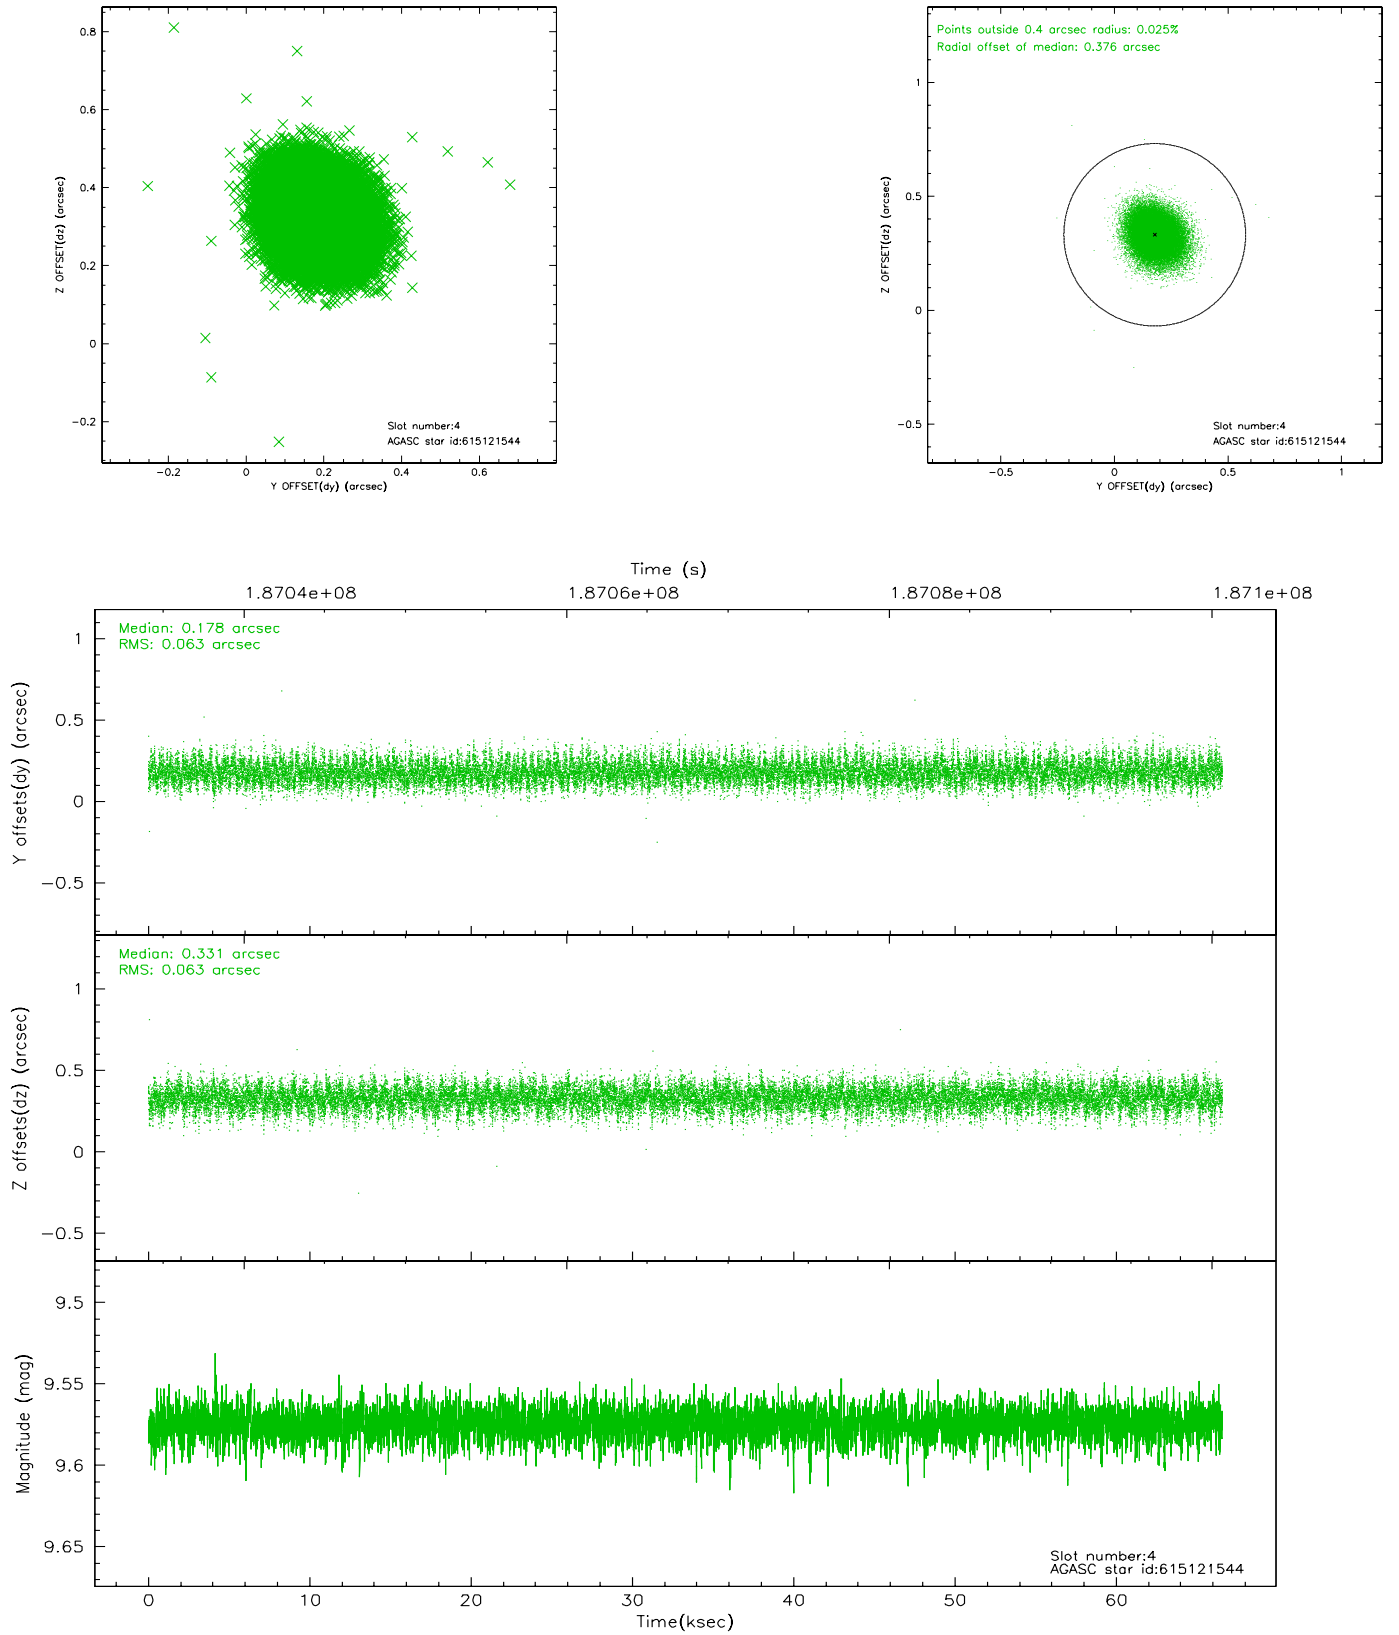 0.8
0.6
0.4
0.2
0
−0.2
Z OFFSET(dz) (arcsec)
−0.2 0 0.2 0.4 0.6
Y OFFSET(dy) (arcsec)
Slot number:4
AGASC star id:615121544
Points outside 0.4 arcsec radius: 0.025%
Radial offset of median: 0.376 arcsec
1
0.5
0
−0.5
Z OFFSET(dz) (arcsec)
−0.5 0 0.5 1
Y OFFSET(dy) (arcsec)
Slot number:4
AGASC star id:615121544
Time (s)
1.8704e+08 1.8706e+08 1.8708e+08 1.871e+08
Median: 0.178 arcsec
RMS: 0.063 arcsec
1
0.5
0
−0.5
Y offsets(dy) (arcsec)
Median: 0.331 arcsec
RMS: 0.063 arcsec
1
0.5
0
−0.5
Z offsets(dz) (arcsec)
9.5
9.55
9.6
9.65
Magnitude (mag)
Slot number:4
AGASC star id:615121544
0 10 20 30 40 50 60
Time(ksec)